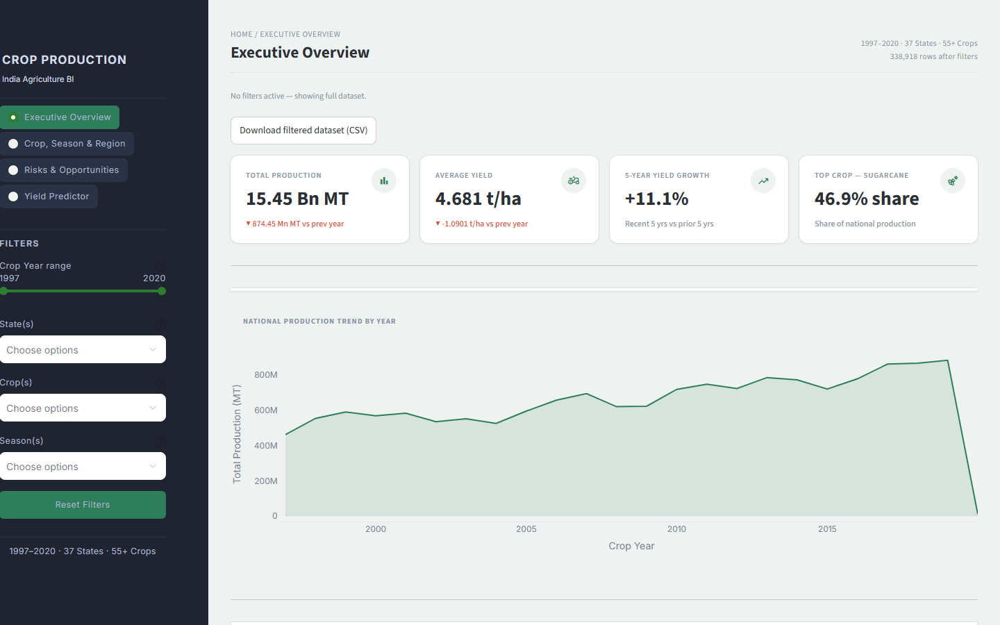 CROP PRODUCTION
India Agriculture BI
Executive Overview
Crop, Season & Region
Risks & Opportunities
Yield Predictor
FILTERS
Crop Year range
1997 2020
State(s)
Choose options
Crop(s)
Choose options
Season(s)
Choose options
Reset Filters
1997–2020 · 37 States · 55+ Crops
HOME / EXECUTIVE OVERVIEW
Executive Overview
1997–2020 · 37 States · 55+ Crops
338,918 rows after filters
No filters active — showing full dataset.
Download filtered dataset (CSV)
TOTAL PRODUCTION
15.45 Bn MT
▼ 874.45 Mn MT vs prev year
AVERAGE YIELD
4.681 t/ha
▼ -1.0901 t/ha vs prev year
5-YEAR YIELD GROWTH
+11.1%
Recent 5 yrs vs prior 5 yrs
TOP CROP — SUGARCANE
46.9% share
Share of national production
NATIONAL PRODUCTION TREND BY YEAR
Total Production (MT)
800M
600M
400M
200M
0
2000 2005 2010 2015
Crop Year